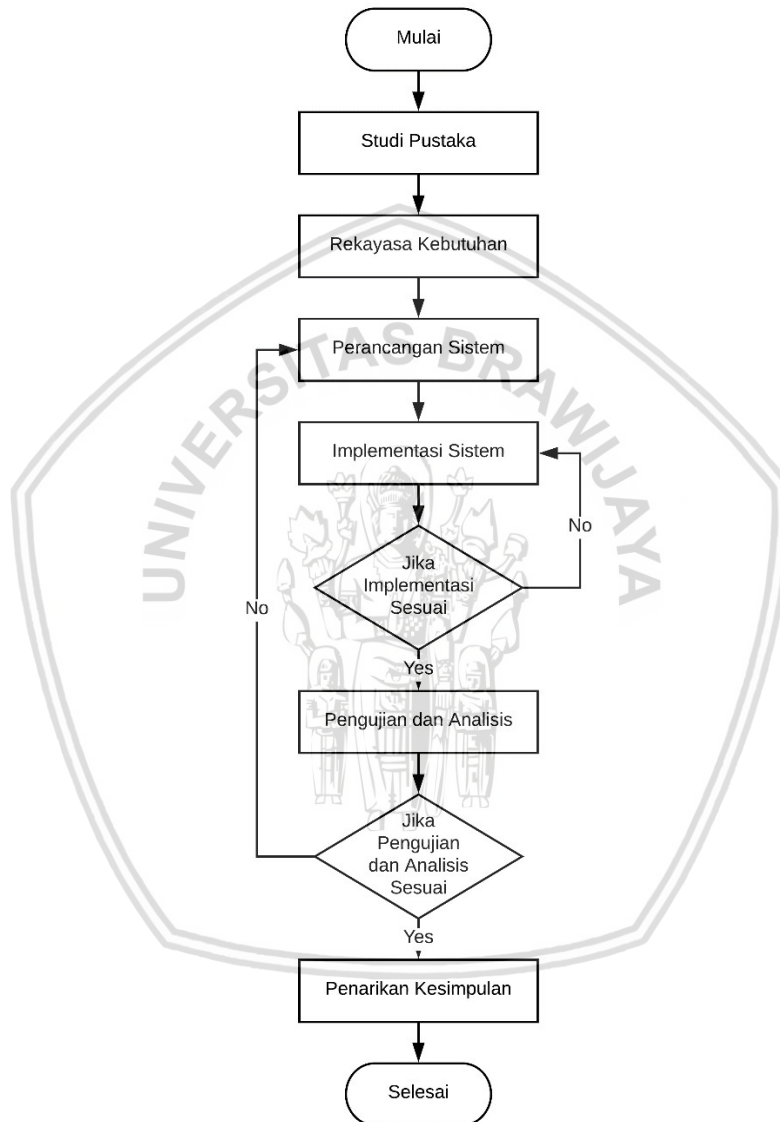 Mulai
Studi Pustaka
Rekayasa Kebutuhan
UNIVERSITAS BRAWIJAYA
Perancangan Sistem
Implementasi Sistem
No
Jika
Implementasi
Sesuai
No
Yes
Pengujian dan Analisis
Jika
Pengujian
dan Analisis
Sesuai
Yes
Penarikan Kesimpulan
Selesai